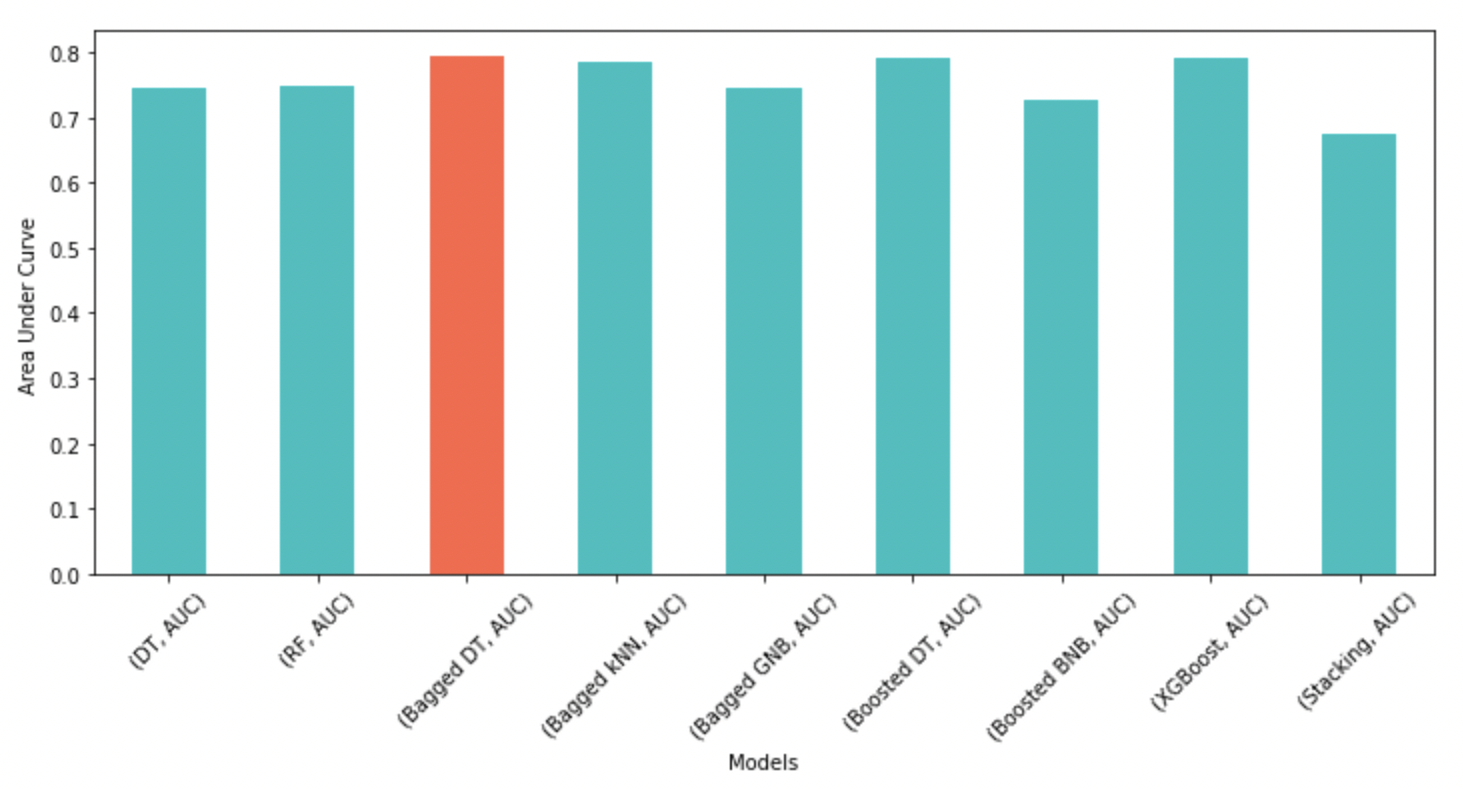 0.8
0.7
0.6
0.5
0.4
0.3
0.2
0.1
0.0
Area Under Curve
(DT, AUC)
(RF, AUC)
(Bagged DT, AUC)
(Bagged kNN, AUC)
(Bagged GNB, AUC)
(Boosted DT, AUC)
(Boosted BNB, AUC)
(XGBoost, AUC)
(Stacking, AUC)
Models